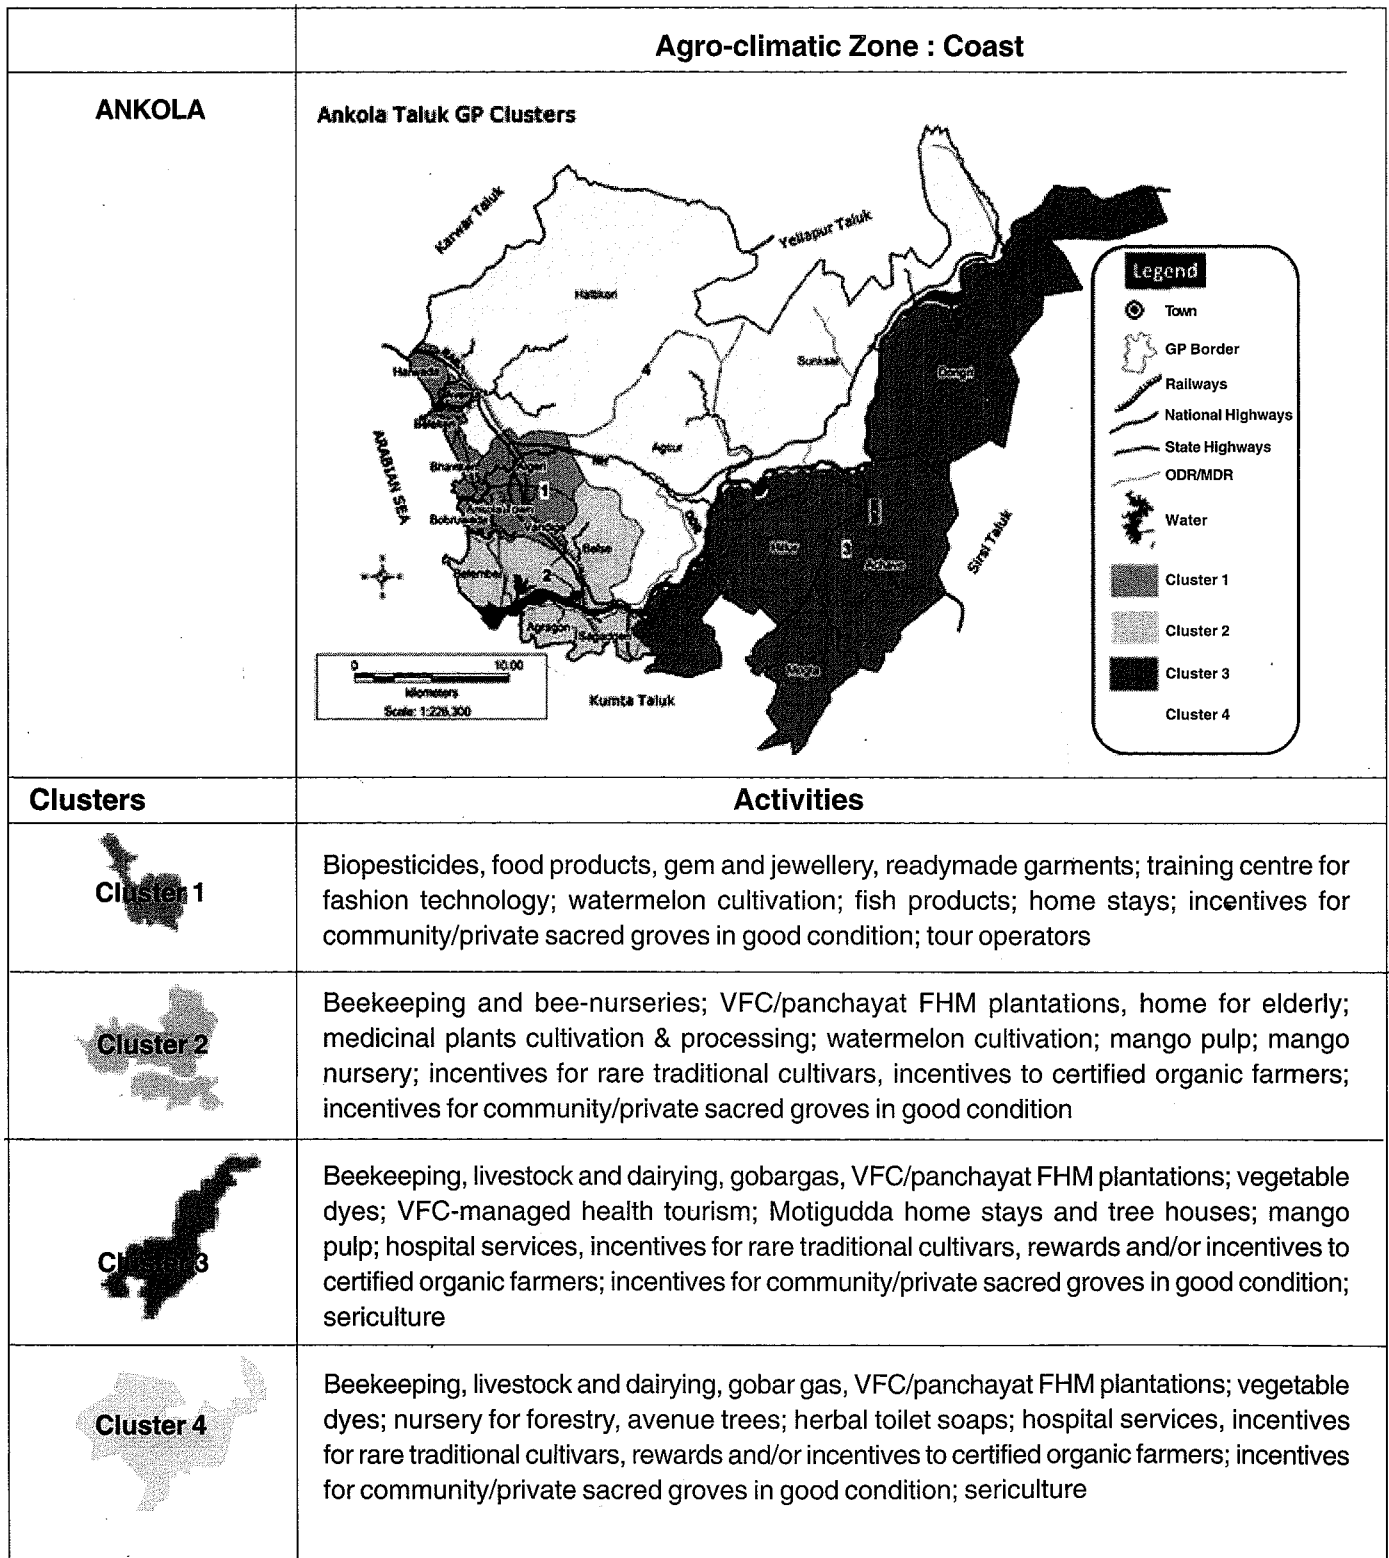 Agro-climatic Zone : Coast
ANKOLA
Ankola Taluk GP Clusters
Karwar Taluk
Yellapur Taluk
Hattikeri
Harwada
Sunksal
Dongri
4
Agsur
ARABIAN SEA
1
Vandige
Belse
Belambar
2
Agragon
Sagadgeri
3
Achave
Mogta
Sirsi Taluk
Kumta Taluk
0 10.00
kilometers
Scale: 1:226,300
Legend
Town
GP Border
Railways
National Highways
State Highways
ODR/MDR
Water
Cluster 1
Cluster 2
Cluster 3
Cluster 4
Clusters
Activities
Cluster 1
Biopesticides, food products, gem and jewellery, readymade garments; training centre for
fashion technology; watermelon cultivation; fish products; home stays; incentives for
community/private sacred groves in good condition; tour operators
Cluster 2
Beekeeping and bee-nurseries; VFC/panchayat FHM plantations, home for elderly;
medicinal plants cultivation & processing; watermelon cultivation; mango pulp; mango
nursery; incentives for rare traditional cultivars, incentives to certified organic farmers;
incentives for community/private sacred groves in good condition
Cluster 3
Beekeeping, livestock and dairying, gobargas, VFC/panchayat FHM plantations; vegetable
dyes; VFC-managed health tourism; Motigudda home stays and tree houses; mango
pulp; hospital services, incentives for rare traditional cultivars, rewards and/or incentives to
certified organic farmers; incentives for community/private sacred groves in good condition;
sericulture
Cluster 4
Beekeeping, livestock and dairying, gobar gas, VFC/panchayat FHM plantations; vegetable
dyes; nursery for forestry, avenue trees; herbal toilet soaps; hospital services, incentives
for rare traditional cultivars, rewards and/or incentives to certified organic farmers; incentives
for community/private sacred groves in good condition; sericulture